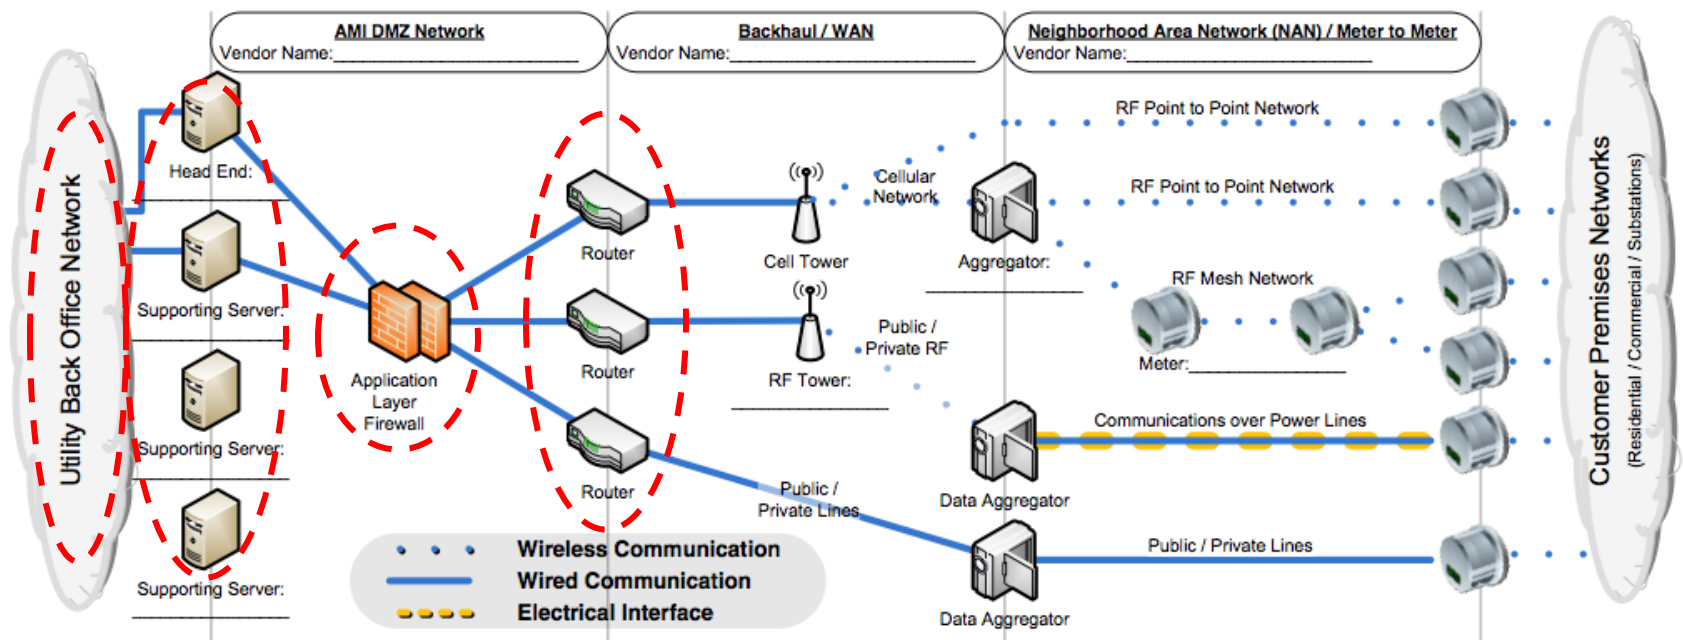 AMI DMZ Network
Vendor Name:
Backhaul / WAN
Vendor Name:
Neighborhood Area Network (NAN) / Meter to Meter
Vendor Name:
Utility Back Office Network
Head End:
Supporting Server:
Supporting Server:
Supporting Server:
Application
Layer
Firewall
Router
Router
Router
Cell Tower
RF Tower:
Cellular
Network
Public /
Private RF
Public /
Private Lines
Aggregator:
Data Aggregator
Data Aggregator
RF Point to Point Network
RF Point to Point Network
RF Mesh Network
Meter:
Communications over Power Lines
Public / Private Lines
Customer Premises Networks
(Residential / Commercial / Substations)
Wireless Communication
Wired Communication
Electrical Interface